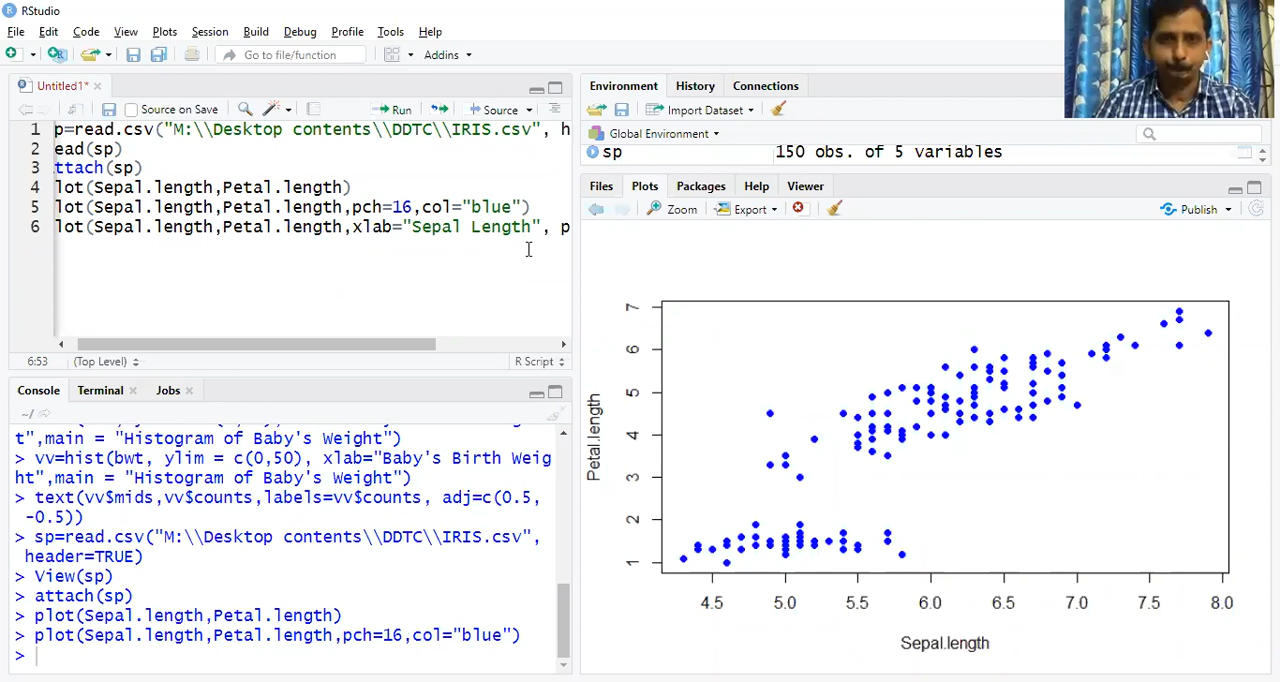 RStudio
File Edit Code View Plots Session Build Debug Profile Tools Help
Go to file/function Addins
Untitled1*
Source on Save Run Source
1 p=read.csv("M:\\Desktop contents\\DDTC\\IRIS.csv", h
2 ead(sp)
3 ttach(sp)
4 lot(Sepal.length,Petal.length)
5 lot(Sepal.length,Petal.length,pch=16,col="blue")
6 lot(Sepal.length,Petal.length,xlab="Sepal Length", p
6:53 (Top Level) R Script
Console Terminal Jobs
~/
t",main = "Histogram of Baby's Weight")
> vv=hist(bwt, ylim = c(0,50), xlab="Baby's Birth Weig
ht",main = "Histogram of Baby's Weight")
> text(vv$mids,vv$counts,labels=vv$counts, adj=c(0.5,
-0.5))
> sp=read.csv("M:\\Desktop contents\\DDTC\\IRIS.csv",
header=TRUE)
> View(sp)
> attach(sp)
> plot(Sepal.length,Petal.length)
> plot(Sepal.length,Petal.length,pch=16,col="blue")
>
Environment History Connections
Import Dataset
Global Environment
sp 150 obs. of 5 variables
Files Plots Packages Help Viewer
Zoom Export Publish
7
6
5
4
3
2
1
Petal.length
4.5 5.0 5.5 6.0 6.5 7.0 7.5 8.0
Sepal.length